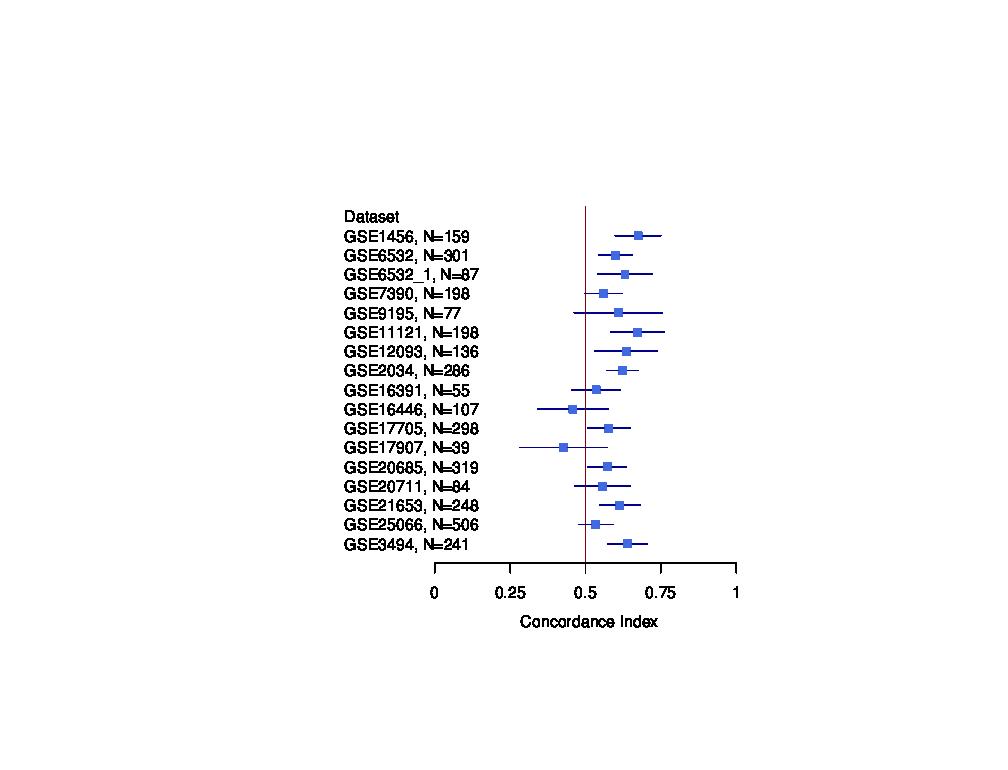 Dataset
GSE1456, N=159
GSE6532, N=301
GSE6532_1, N=87
GSE7390, N=198
GSE9195, N=77
GSE11121, N=198
GSE12093, N=136
GSE2034, N=286
GSE16391, N=55
GSE16446, N=107
GSE17705, N=298
GSE17907, N=39
GSE20685, N=319
GSE20711, N=84
GSE21653, N=248
GSE25066, N=506
GSE3494, N=241
0 0.25 0.5 0.75 1
Concordance Index